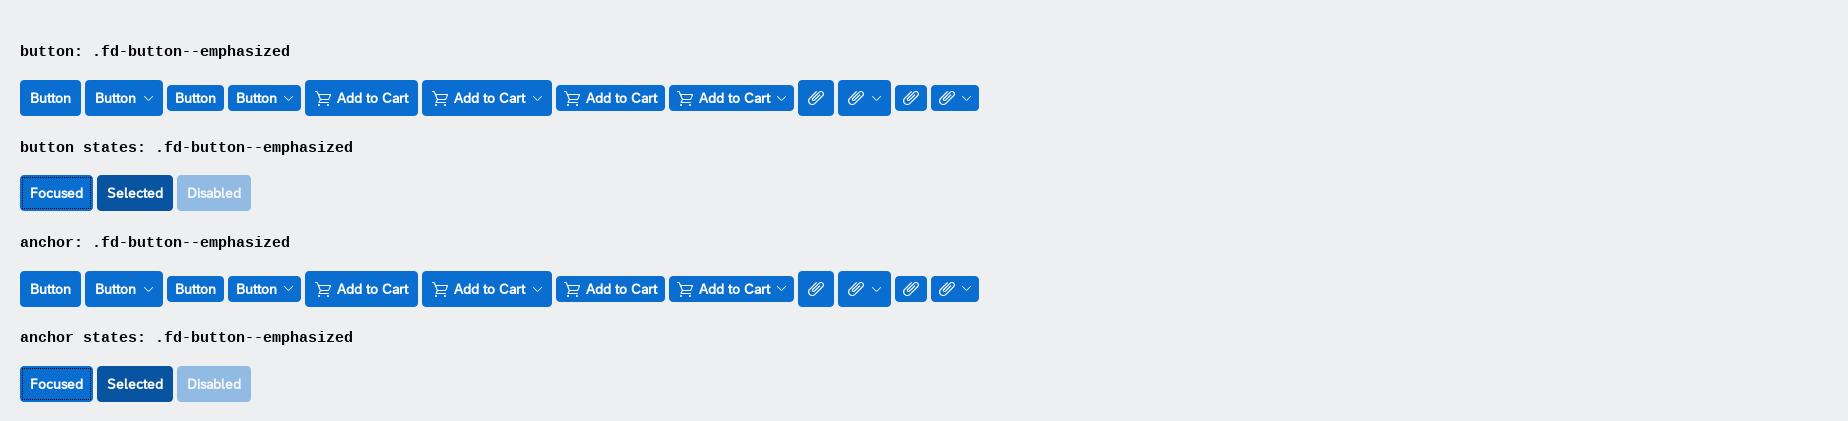 button: .fd-button--emphasized
Button Button Button Button Add to Cart Add to Cart Add to Cart Add to Cart
button states: .fd-button--emphasized
Focused Selected Disabled
anchor: .fd-button--emphasized
Button Button Button Button Add to Cart Add to Cart Add to Cart Add to Cart
anchor states: .fd-button--emphasized
Focused Selected Disabled